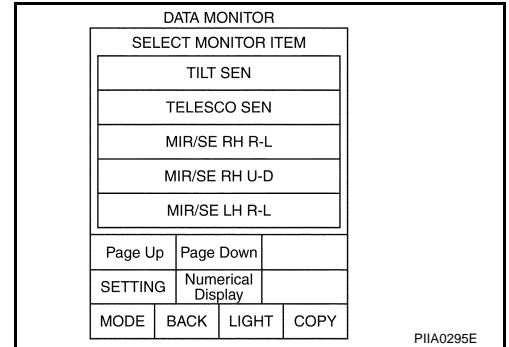 DATA MONITOR
SELECT MONITOR ITEM
TILT SEN
TELESCO SEN
MIR/SE RH R-L
MIR/SE RH U-D
MIR/SE LH R-L
Page Up Page Down
SETTING Numerical Display
MODE BACK LIGHT COPY
PIIA0295E